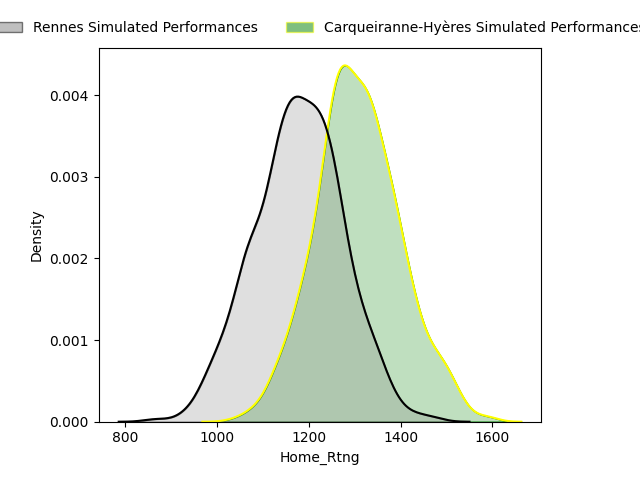 Rennes Simulated Performances
Carqueiranne-Hyères Simulated Performances
0.004
0.003
0.002
0.001
0.000
Density
800 1000 1200 1400 1600
Home_Rtng